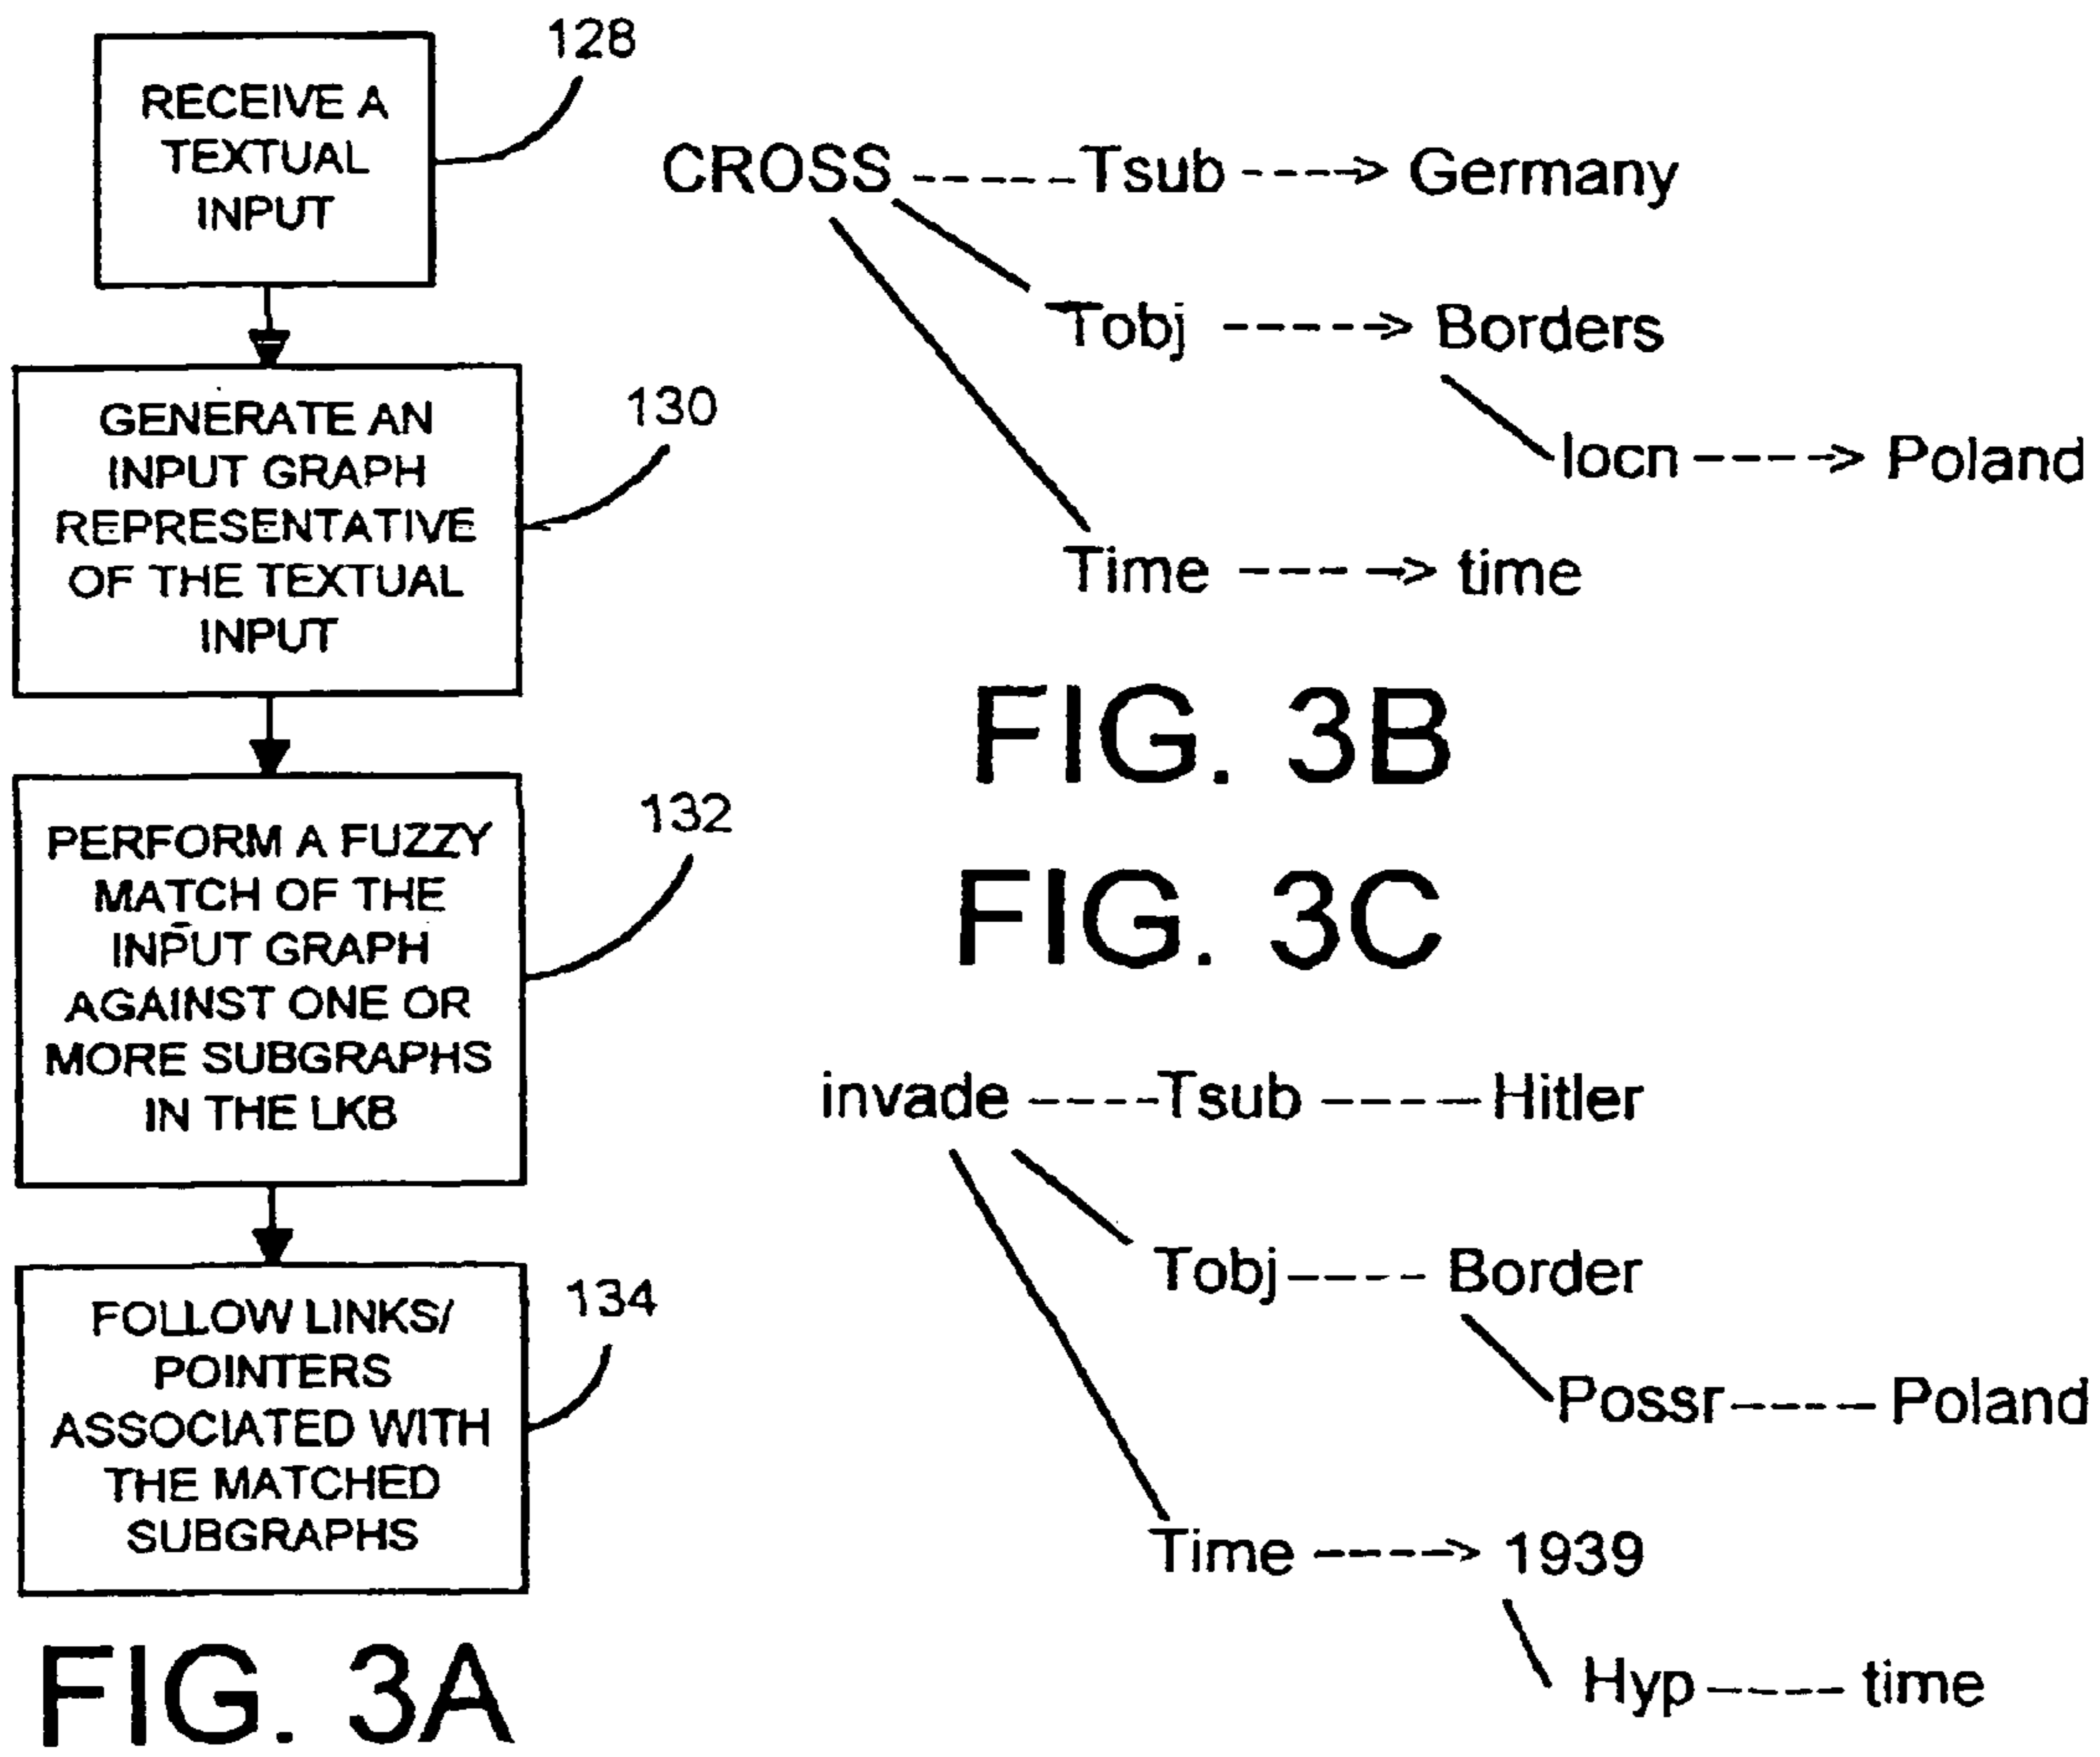 128
RECEIVE A
TEXTUAL
INPUT
130
GENERATE AN
INPUT GRAPH
REPRESENTATIVE
OF THE TEXTUAL
INPUT
132
PERFORM A FUZZY
MATCH OF THE
INPUT GRAPH
AGAINST ONE OR
MORE SUBGRAPHS
IN THE LKB
134
FOLLOW LINKS/
POINTERS
ASSOCIATED WITH
THE MATCHED
SUBGRAPHS
FIG. 3A
CROSS Tsub Germany
Tobj Borders
locn Poland
Time time
FIG. 3B
FIG. 3C
invade Tsub Hitler
Tobj Border
Possr Poland
Time 1939
Hyp time